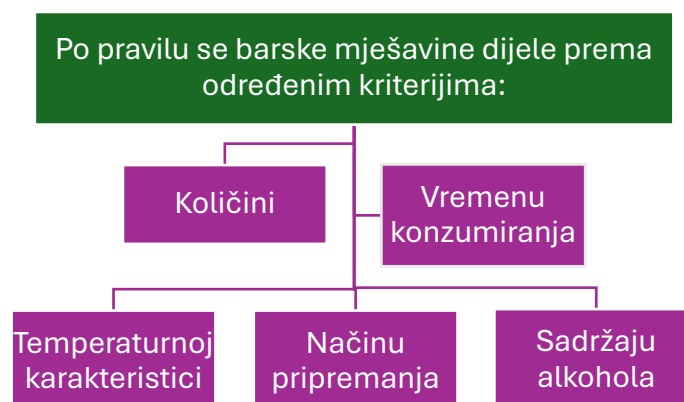 Po pravilu se barske mješavine dijele prema
određenim kriterijima:
Količini
Vremenu
konzumiranja
Temperaturnoj
karakteristici
Načinu
pripremanja
Sadržaju
alkohola